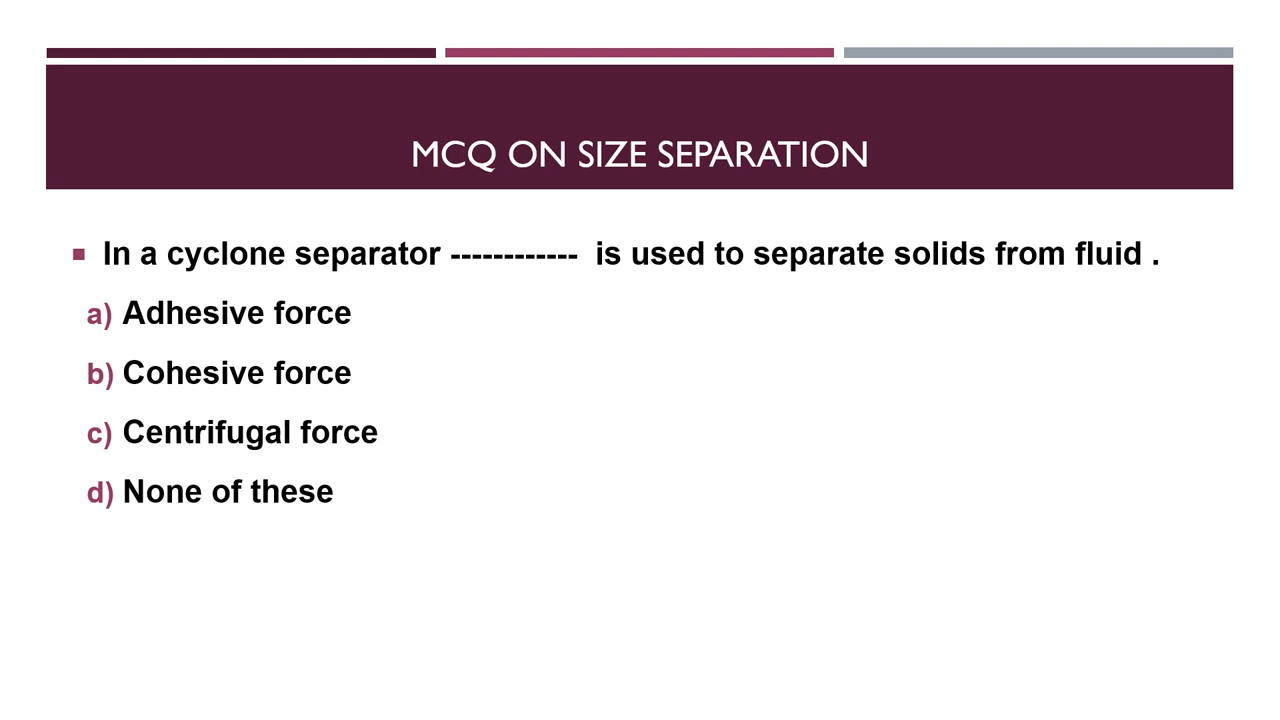 MCQ ON SIZE SEPARATION
▪ In a cyclone separator ------------ is used to separate solids from fluid .
a) Adhesive force
b) Cohesive force
c) Centrifugal force
d) None of these